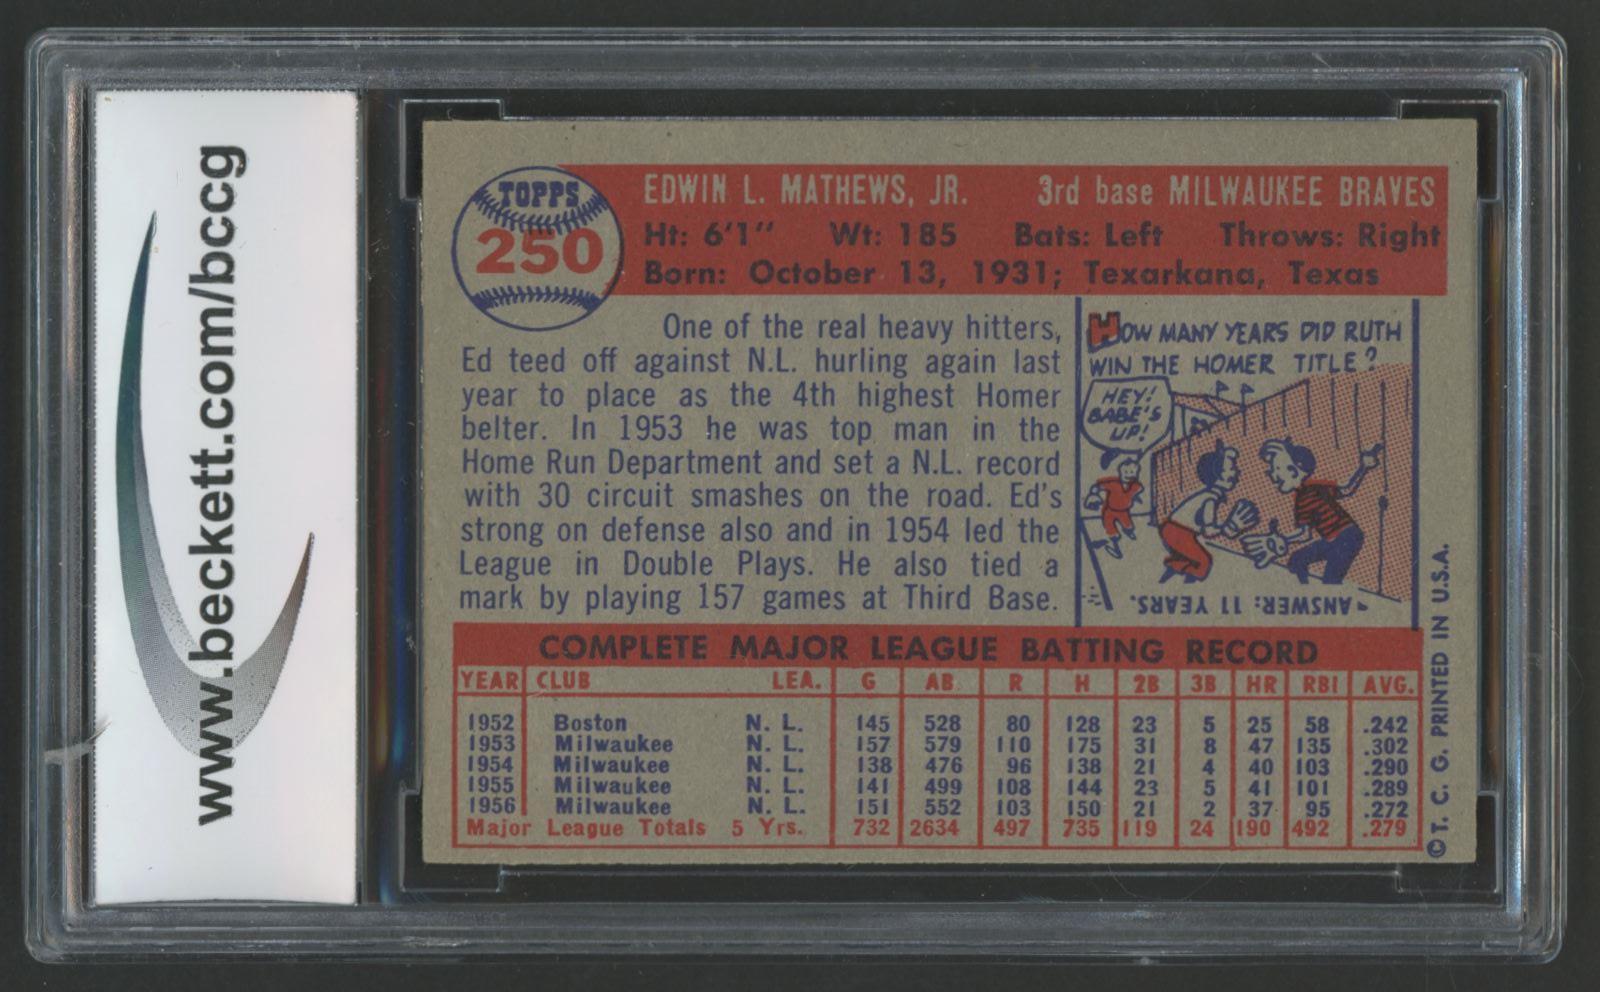 www.beckett.com/bccg
TOPPS
250
EDWIN L. MATHEWS, JR. 3rd base MILWAUKEE BRAVES
Ht: 6'1" Wt: 185 Bats: Left Throws: Right
Born: October 13, 1931; Texarkana, Texas
One of the real heavy hitters,
Ed teed off against N.L. hurling again last
year to place as the 4th highest Homer
belter. In 1953 he was top man in the
Home Run Department and set a N.L. record
with 30 circuit smashes on the road. Ed's
strong on defense also and in 1954 led the
League in Double Plays. He also tied a
mark by playing 157 games at Third Base.
HOW MANY YEARS DID RUTH
WIN THE HOMER TITLE?
HEY!
BABE'S
UP!
ANSWER: 11 YEARS.
COMPLETE MAJOR LEAGUE BATTING RECORD
YEAR CLUB LEA. G AB R H 2B 3B HR RBI AVG.
1952 Boston N. L. 145 528 80 128 23 5 25 58 .242
1953 Milwaukee N. L. 157 579 110 175 31 8 47 135 .302
1954 Milwaukee N. L. 138 476 96 138 21 4 40 103 .290
1955 Milwaukee N. L. 141 499 108 144 23 5 41 101 .289
1956 Milwaukee N. L. 151 552 103 150 21 2 37 95 .272
Major League Totals 5 Yrs. 732 2634 497 735 119 24 190 492 .279
©T. C. G. PRINTED IN U.S.A.